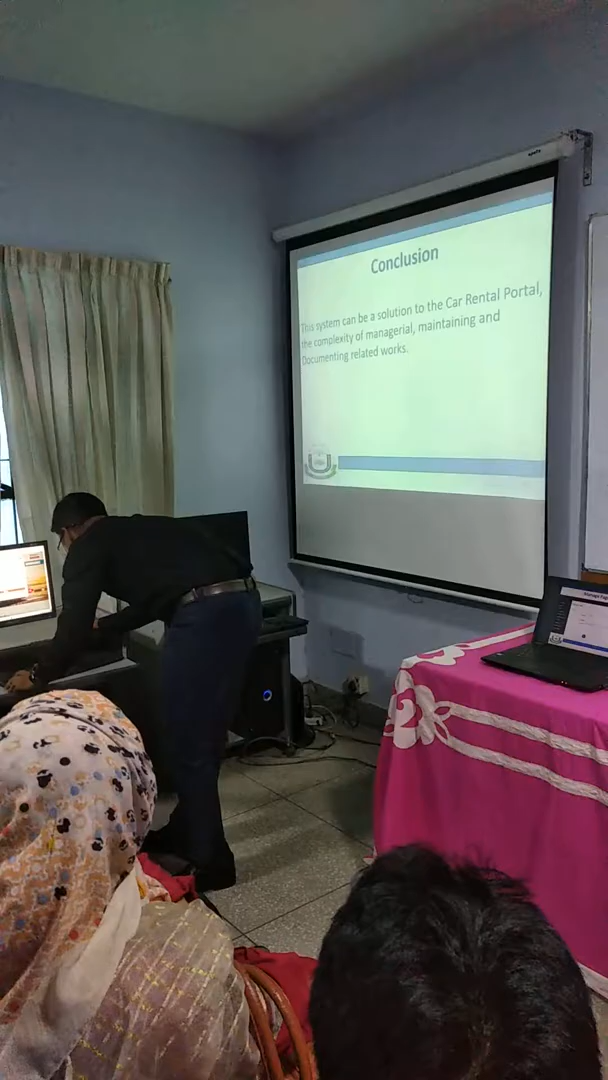 Conclusion
This system can be a solution to the Car Rental Portal,
the complexity of managerial, maintaining and
Documenting related works.